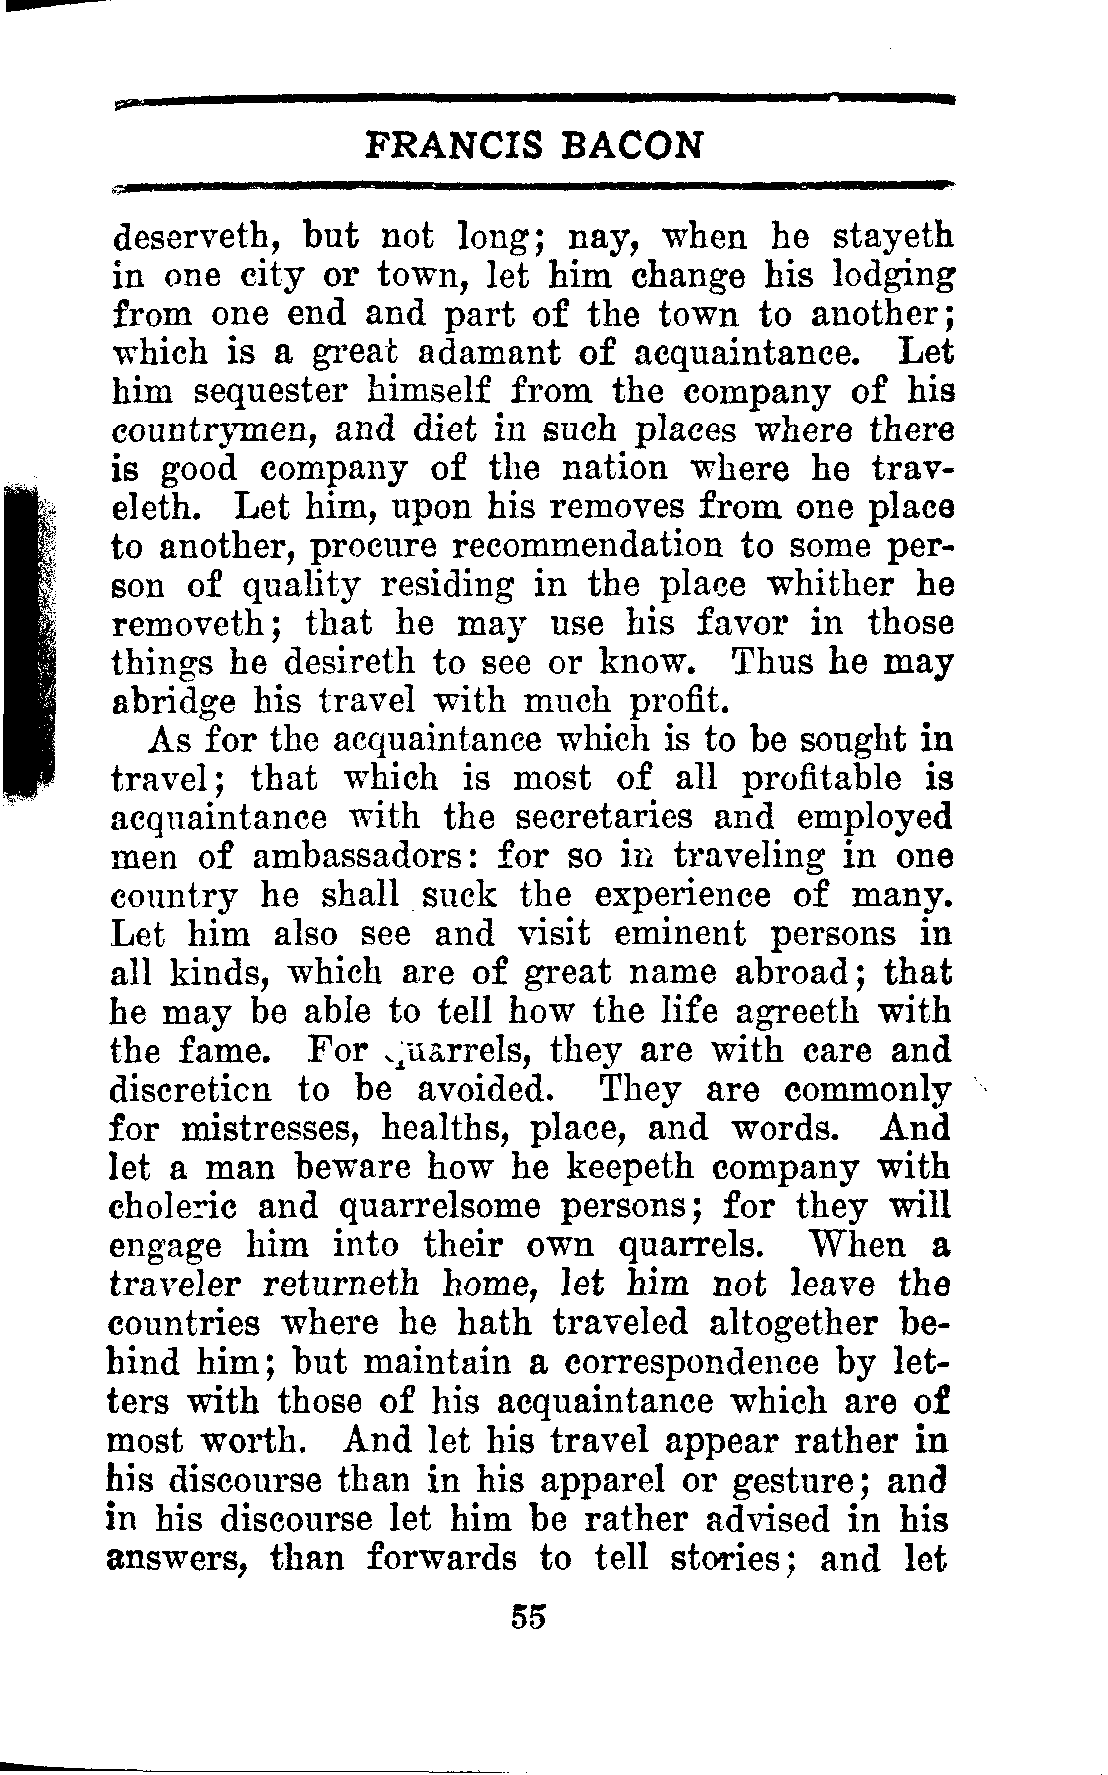 FRANCIS BACON
deserveth, but not long; nay, when he stayeth
in one city or town, let him change his lodging
from one end and part of the town to another;
which is a great adamant of acquaintance. Let
him sequester himself from the company of his
countrymen, and diet in such places where there
is good company of the nation where he trav-
eleth. Let him, upon his removes from one place
to another, procure recommendation to some per-
son of quality residing in the place whither he
removeth; that he may use his favor in those
things he desireth to see or know. Thus he may
abridge his travel with much profit.
As for the acquaintance which is to be sought in
travel; that which is most of all profitable is
acquaintance with the secretaries and employed
men of ambassadors: for so in traveling in one
country he shall suck the experience of many.
Let him also see and visit eminent persons in
all kinds, which are of great name abroad; that
he may be able to tell how the life agreeth with
the fame. For quarrels, they are with care and
discretion to be avoided. They are commonly
for mistresses, healths, place, and words. And
let a man beware how he keepeth company with
choleric and quarrelsome persons; for they will
engage him into their own quarrels. When a
traveler returneth home, let him not leave the
countries where he hath traveled altogether be-
hind him; but maintain a correspondence by let-
ters with those of his acquaintance which are of
most worth. And let his travel appear rather in
his discourse than in his apparel or gesture; and
in his discourse let him be rather advised in his
answers, than forwards to tell stories; and let
55